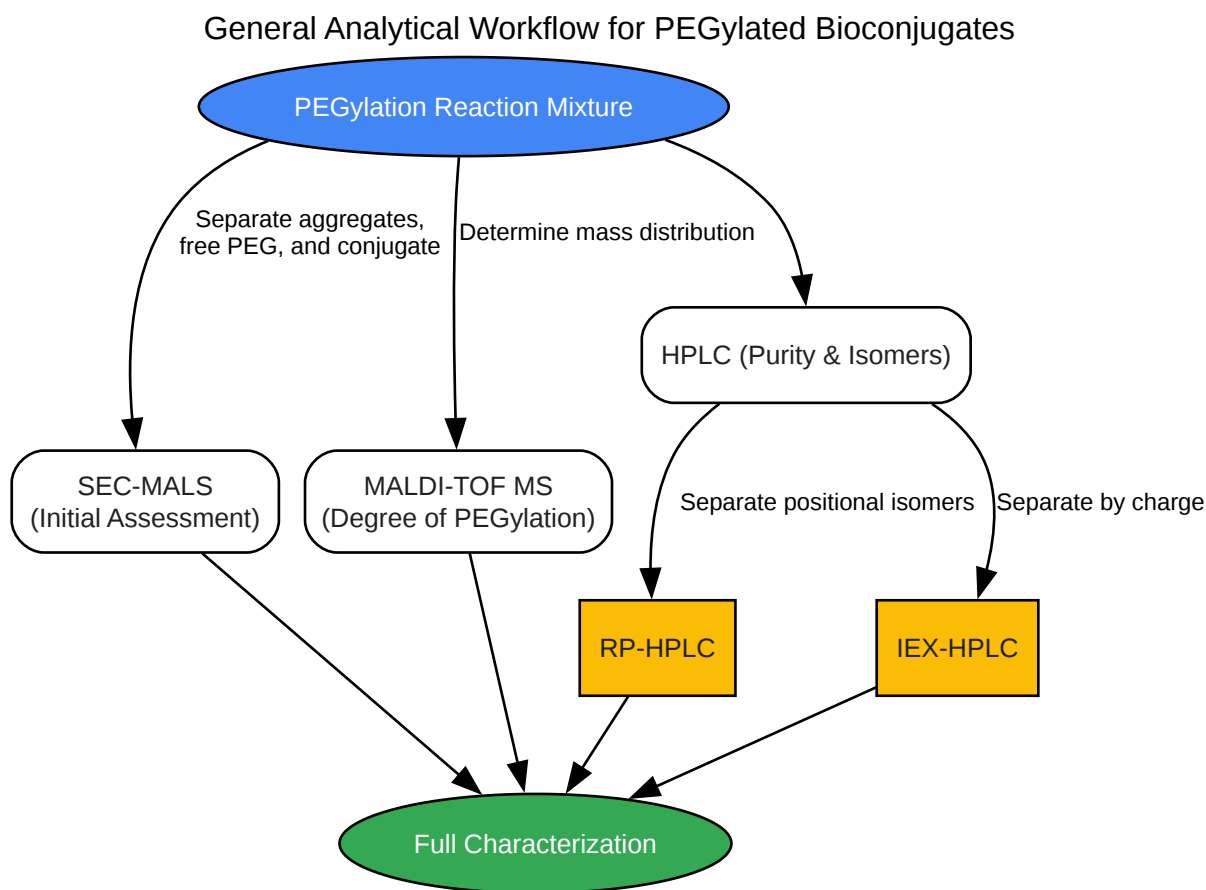 General Analytical Workflow for PEGylated Bioconjugates
PEGylation Reaction Mixture
Separate aggregates,
free PEG, and conjugate
Determine mass distribution
HPLC (Purity & Isomers)
SEC-MALS
(Initial Assessment)
MALDI-TOF MS
(Degree of PEGylation)
Separate positional isomers
Separate by charge
RP-HPLC
IEX-HPLC
Full Characterization